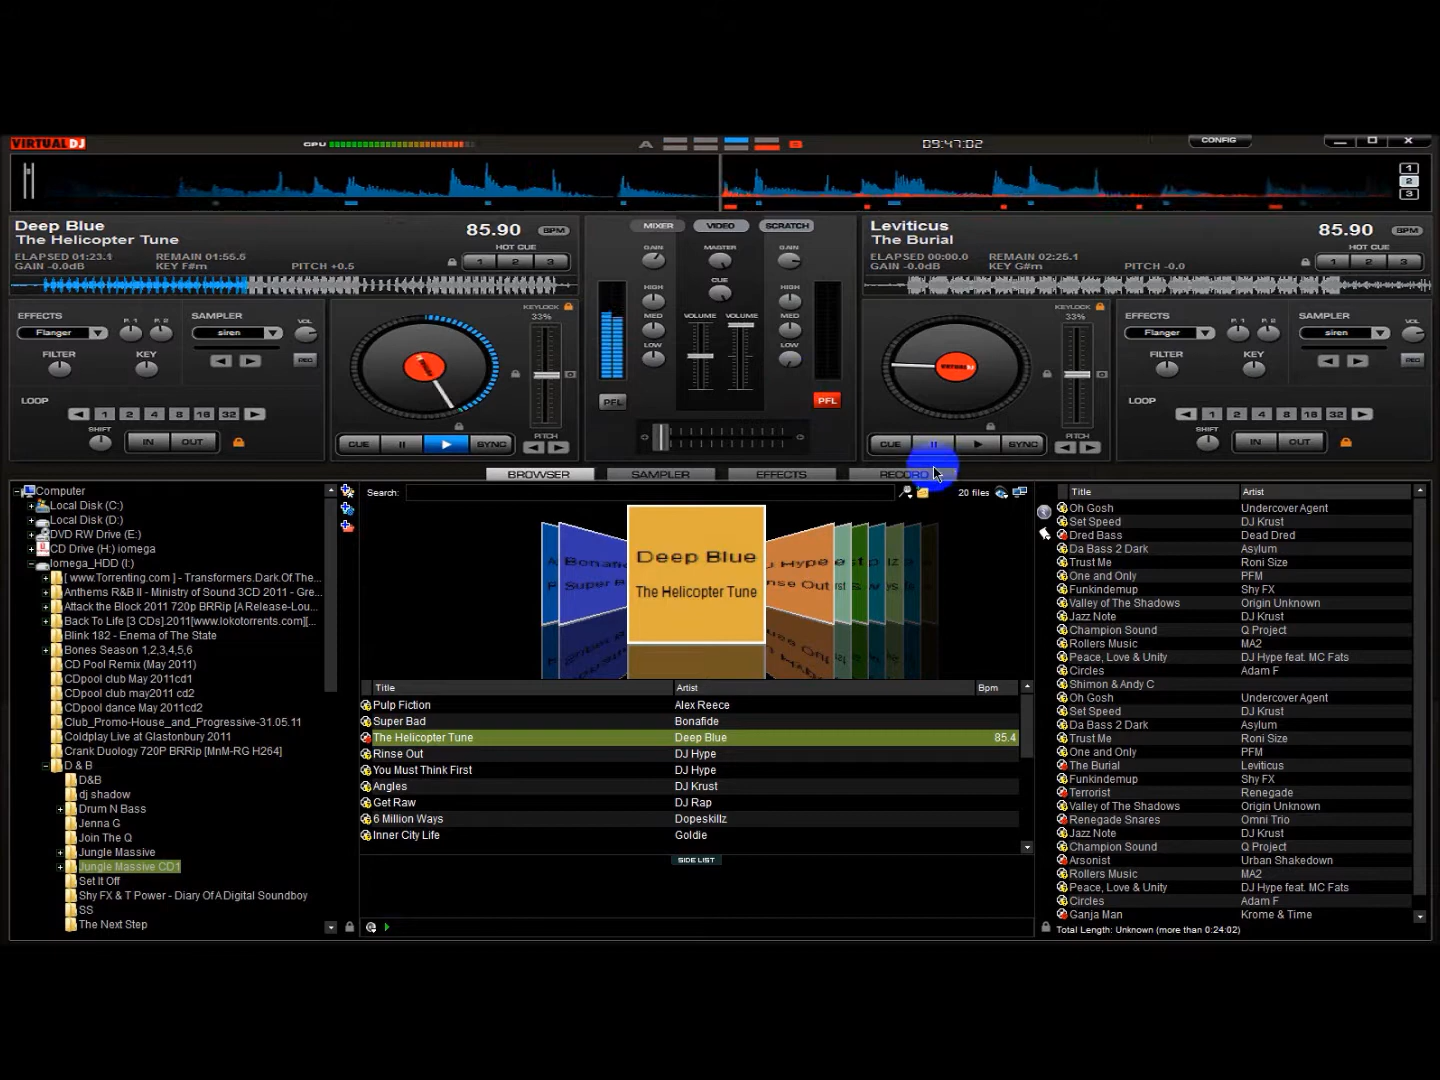 VIRTUAL DJ
CPU
A
B
09:47:02
CONFIG
1
2
3
Deep Blue
The Helicopter Tune
85.90 BPM
HOT CUE
ELAPSED 01:23.1 REMAIN 01:55.6
GAIN -0.0dB KEY F#m PITCH +0.5
1 2 3
MIXER VIDEO SCRATCH
GAIN MASTER GAIN
CUE
HIGH HIGH
MED VOLUME VOLUME MED
LOW LOW
PFL PFL
Leviticus
The Burial
85.90 BPM
HOT CUE
ELAPSED 00:00.0 REMAIN 02:25.1
GAIN -0.0dB KEY G#m PITCH -0.0
1 2 3
EFFECTS SAMPLER VOL
Flanger P. 1 P. 2 siren
FILTER KEY REC
LOOP
1 2 4 8 16 32
SHIFT IN OUT
KEYLOCK
33%
CUE SYNC PITCH
KEYLOCK
33%
CUE SYNC PITCH
EFFECTS SAMPLER VOL
Flanger P. 1 P. 2 siren
FILTER KEY REC
LOOP
1 2 4 8 16 32
SHIFT IN OUT
BROWSER SAMPLER EFFECTS RECORD
Computer
Local Disk (C:)
Local Disk (D:)
DVD RW Drive (E:)
CD Drive (H:) iomega
Iomega_HDD (I:)
[ www.Torrenting.com ] - Transformers.Dark.Of.The...
Anthems R&B II - Ministry of Sound 3CD 2011 - Gre...
Attack the Block 2011 720p BRRip [A Release-Lou...
Back To Life [3 CDs].2011[www.lokotorrents.com][...
Blink 182 - Enema of The State
Bones Season 1,2,3,4,5,6
CD Pool Remix (May 2011)
CDpool club May2011 cd1
CDpool club may2011 cd2
CDpool dance May 2011cd2
Club_Promo-House_and_Progressive-31.05.11
Coldplay Live at Glastonbury 2011
Crank Duology 720P BRRip [MnM-RG H264]
D & B
D&B
dj shadow
Drum N Bass
Jenna G
Join The Q
Jungle Massive
Jungle Massive CD1
Set It Off
Shy FX & T Power - Diary Of A Digital Soundboy
SS
The Next Step
Search: 20 files
Deep Blue
The Helicopter Tune
Title Artist Bpm
Pulp Fiction Alex Reece
Super Bad Bonafide
The Helicopter Tune Deep Blue 85.4
Rinse Out DJ Hype
You Must Think First DJ Hype
Angles DJ Krust
Get Raw DJ Rap
6 Million Ways Dopeskillz
Inner City Life Goldie
SIDE LIST
Title Artist
Oh Gosh Undercover Agent
Set Speed DJ Krust
Dred Bass Dead Dred
Da Bass 2 Dark Asylum
Trust Me Roni Size
One and Only PFM
Funkindemup Shy FX
Valley of The Shadows Origin Unknown
Jazz Note DJ Krust
Champion Sound Q Project
Rollers Music MA2
Peace, Love & Unity DJ Hype feat. MC Fats
Circles Adam F
Shimon & Andy C
Oh Gosh Undercover Agent
Set Speed DJ Krust
Da Bass 2 Dark Asylum
Trust Me Roni Size
One and Only PFM
The Burial Leviticus
Funkindemup Shy FX
Terrorist Renegade
Valley of The Shadows Origin Unknown
Renegade Snares Omni Trio
Jazz Note DJ Krust
Champion Sound Q Project
Arsonist Urban Shakedown
Rollers Music MA2
Peace, Love & Unity DJ Hype feat. MC Fats
Circles Adam F
Ganja Man Krome & Time
Total Length: Unknown (more than 0:24:02)